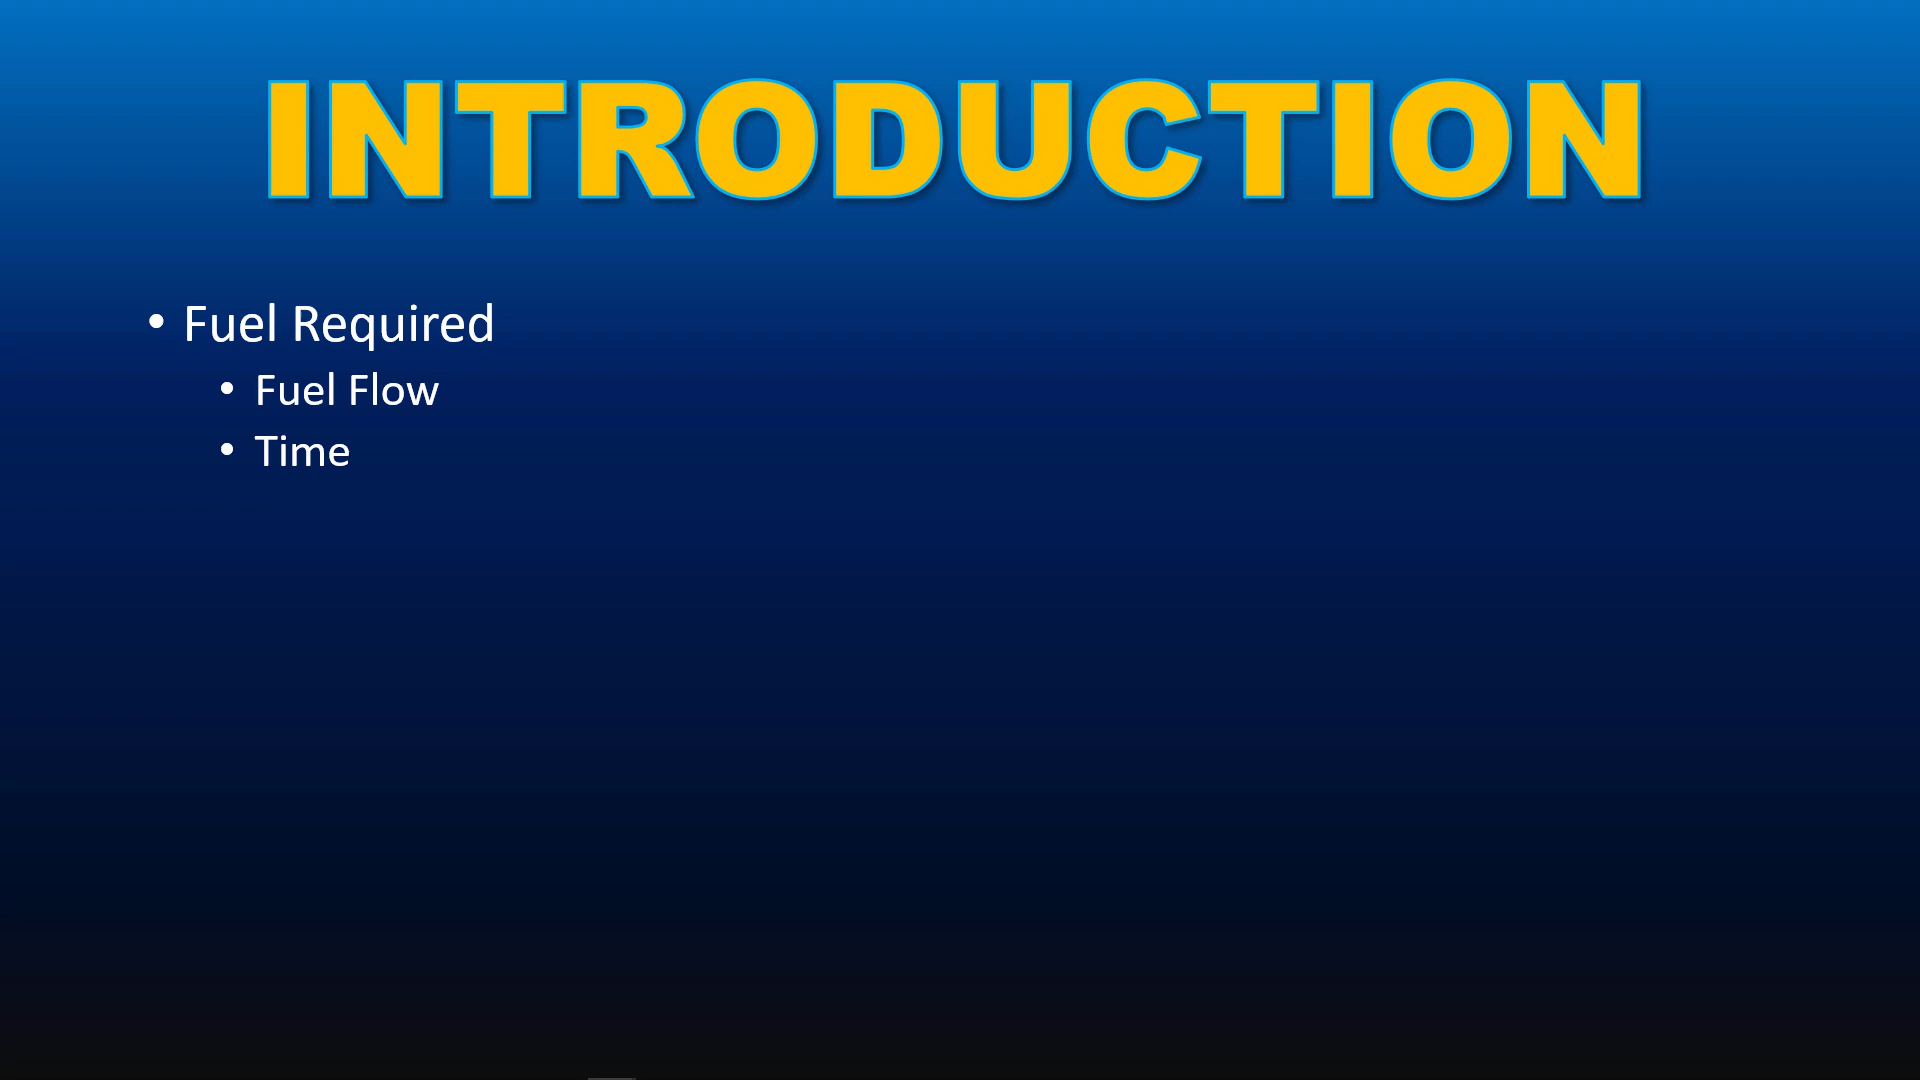 INTRODUCTION
• Fuel Required
• Fuel Flow
• Time